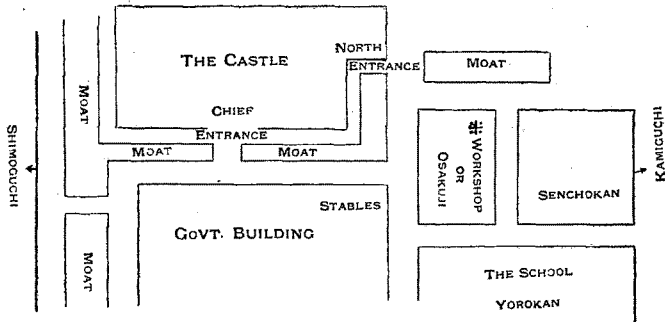 NORTH
ENTRANCE
THE CASTLE
MOAT
MOAT
CHIEF
ENTRANCE
MOAT
MOAT
SHIMOGUCHI
WORKSHOP
OR
OSAKUJI
SENCHOKAN
KAMIGUCHI
STABLES
GOVT. BUILDING
MOAT
THE SCHOOL
YOROKAN